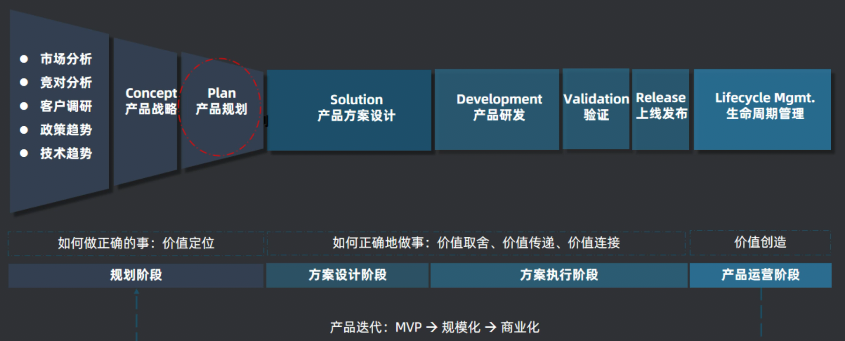 市场分析
竞对分析
客户调研
政策趋势
技术趋势
Concept
产品战略
Plan
产品规划
Solution
产品方案设计
Development
产品研发
Validation
验证
Release
上线发布
Lifecycle Mgmt.
生命周期管理
如何做正确的事：价值定位
如何正确地做事：价值取舍、价值传递、价值连接
价值创造
规划阶段
方案设计阶段
方案执行阶段
产品运营阶段
产品迭代：MVP → 规模化 → 商业化